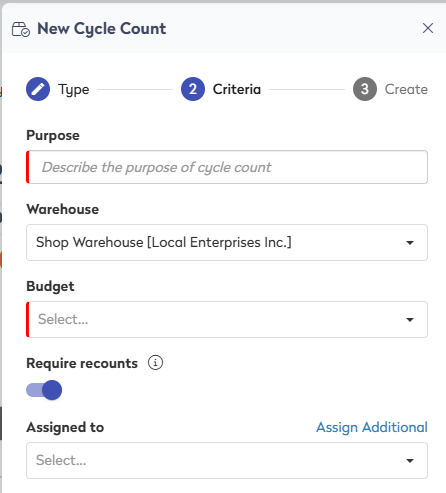 New Cycle Count
Type 2 Criteria 3 Create
Purpose
Describe the purpose of cycle count
Warehouse
Shop Warehouse [Local Enterprises Inc.]
Budget
Select...
Require recounts
Assigned to Assign Additional
Select...